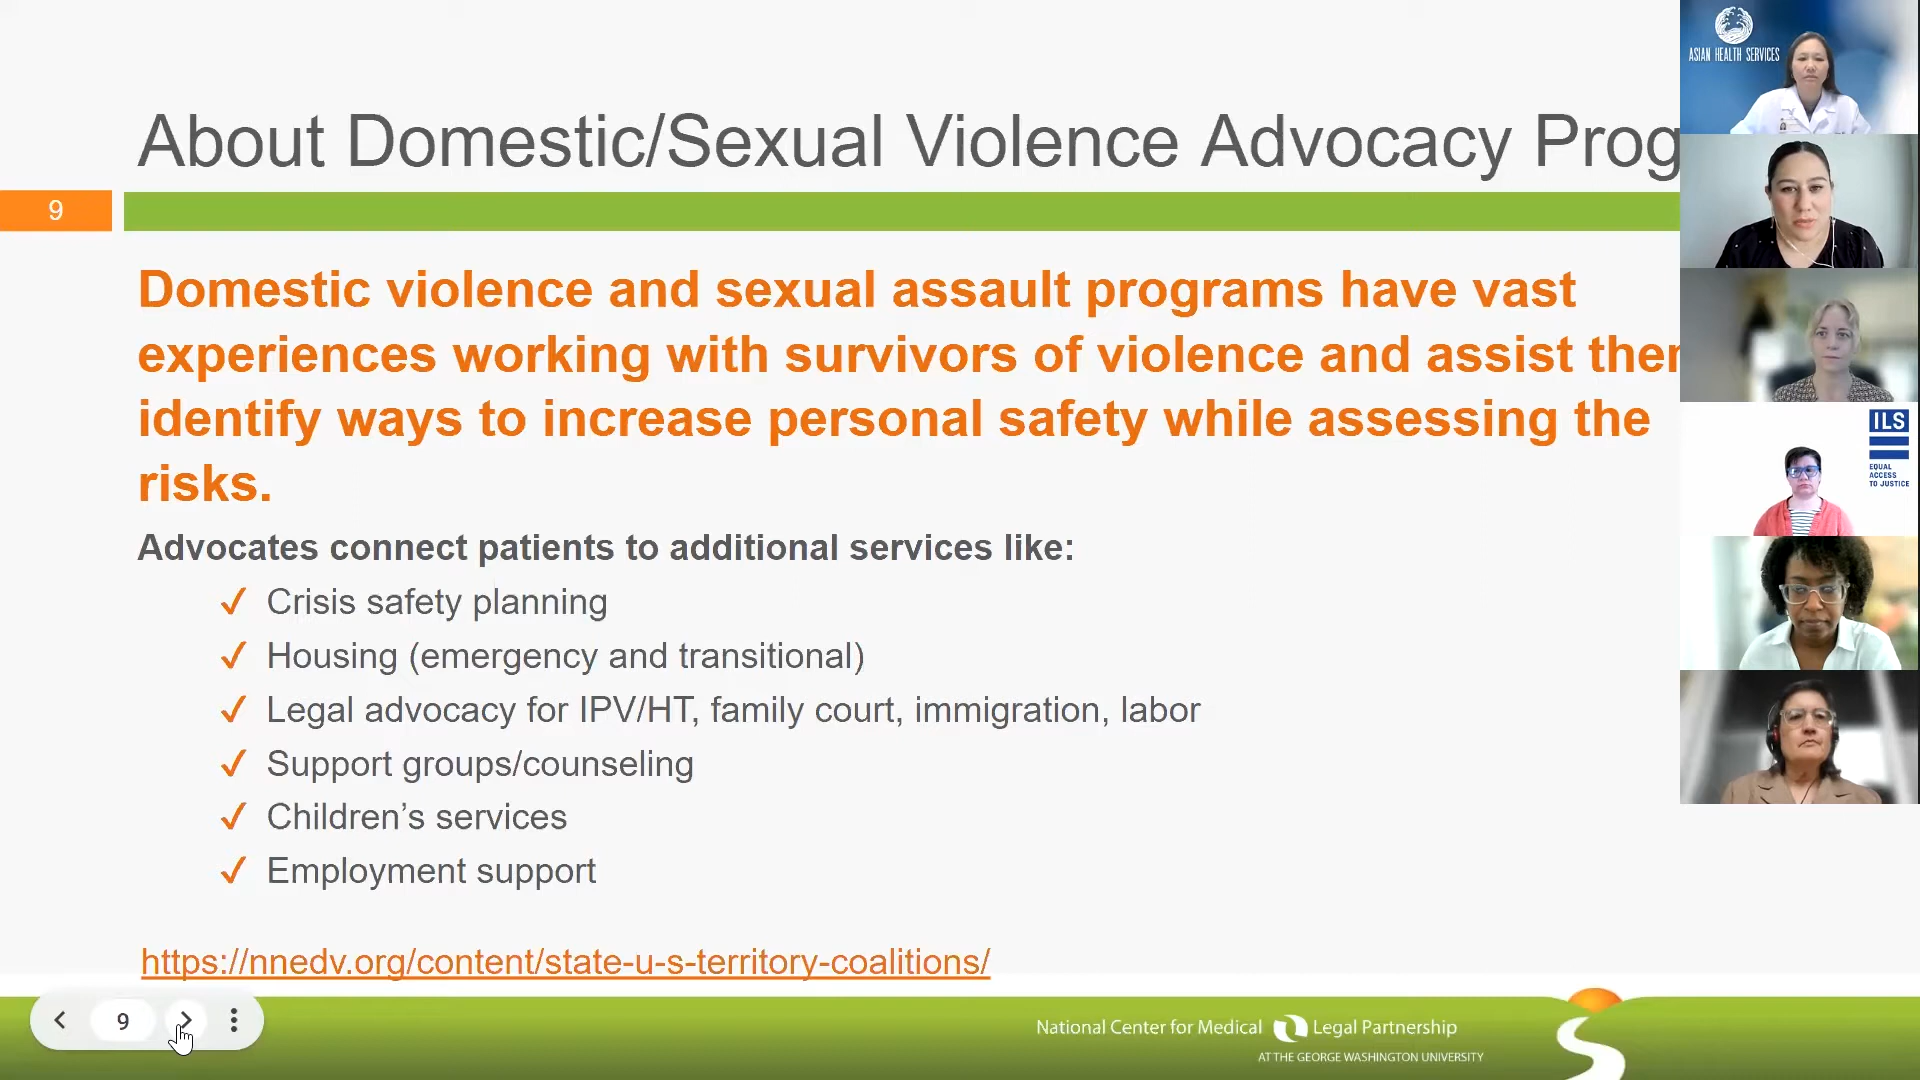 About Domestic/Sexual Violence Advocacy Prog
9
Domestic violence and sexual assault programs have vast
experiences working with survivors of violence and assist
identify ways to increase personal safety while assessing the
risks.
Advocates connect patients to additional services like:
✓ Crisis safety planning
✓ Housing (emergency and transitional)
✓ Legal advocacy for IPV/HT, family court, immigration, labor
✓ Support groups/counseling
✓ Children’s services
✓ Employment support
https://nnedv.org/content/state-u-s-territory-coalitions/
9
National Center for Medical Legal Partnership
AT THE GEORGE WASHINGTON UNIVERSITY
ASIAN HEALTH SERVICES
ILS
EQUAL
ACCESS
TO JUSTICE